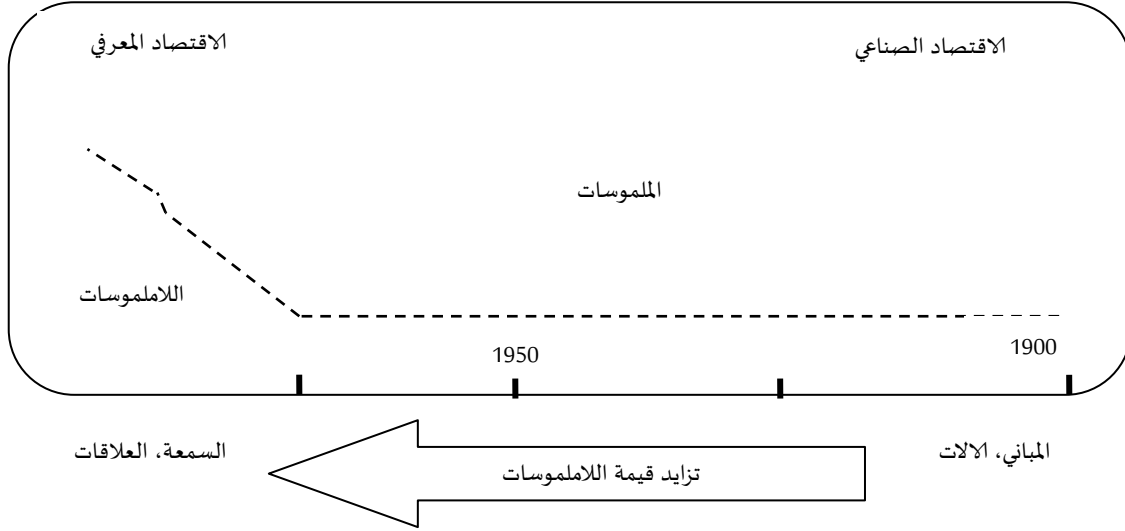 الاقتصاد الصناعي
الاقتصاد المعرفي
الملموسات
اللاملموسات
1900
1950
المباني، الالات
تزايد قيمة اللاملموسات
السمعة، العلاقات